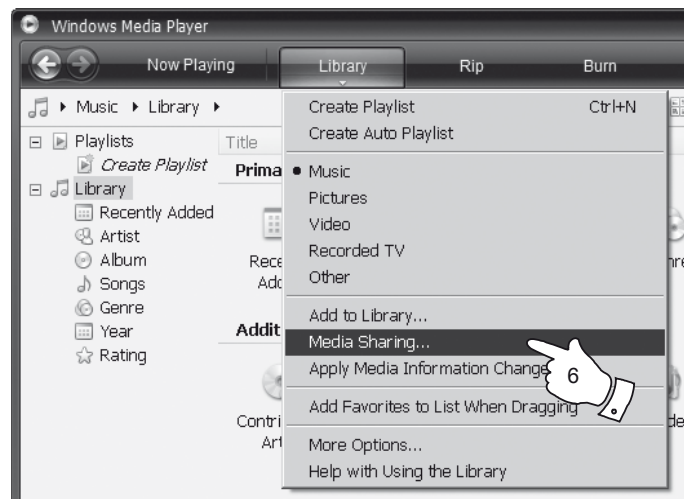 Windows Media Player
Now Playing Library Rip Burn
Music Library
Create Playlist Ctrl+N
Create Auto Playlist
Music
Pictures
Video
Recorded TV
Other
Add to Library...
Media Sharing...
Apply Media Information Change
Add Favorites to List When Dragging
More Options...
Help with Using the Library
6
Playlists
Create Playlist
Library
Recently Added
Artist
Album
Songs
Genre
Year
Rating
Title
Prima
Rece
Add
Addit
Contri
Art